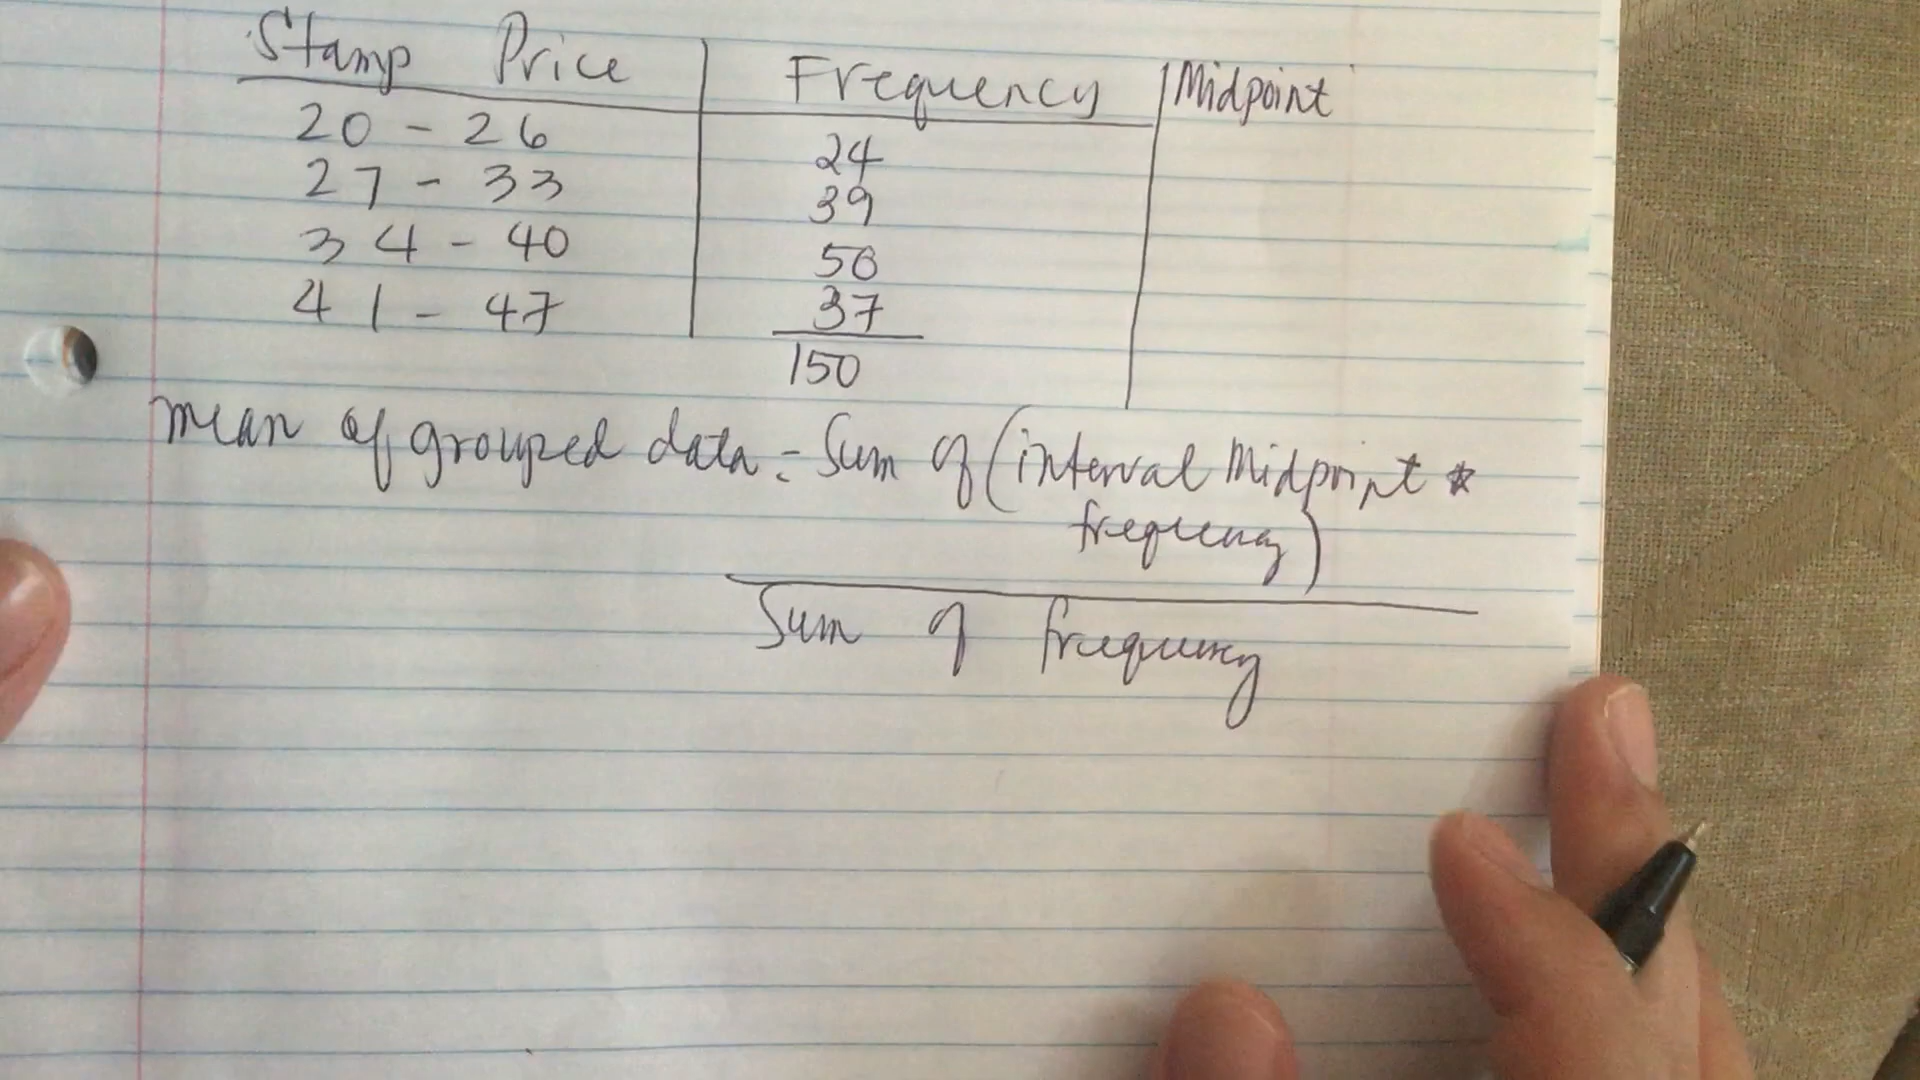 Stamp Price Frequency Midpoint
20 - 26 24
27 - 33 39
34 - 40 50
41 - 47 37
150
mean of grouped data = Sum of (interval Midpoint *
frequency)
Sum of frequency